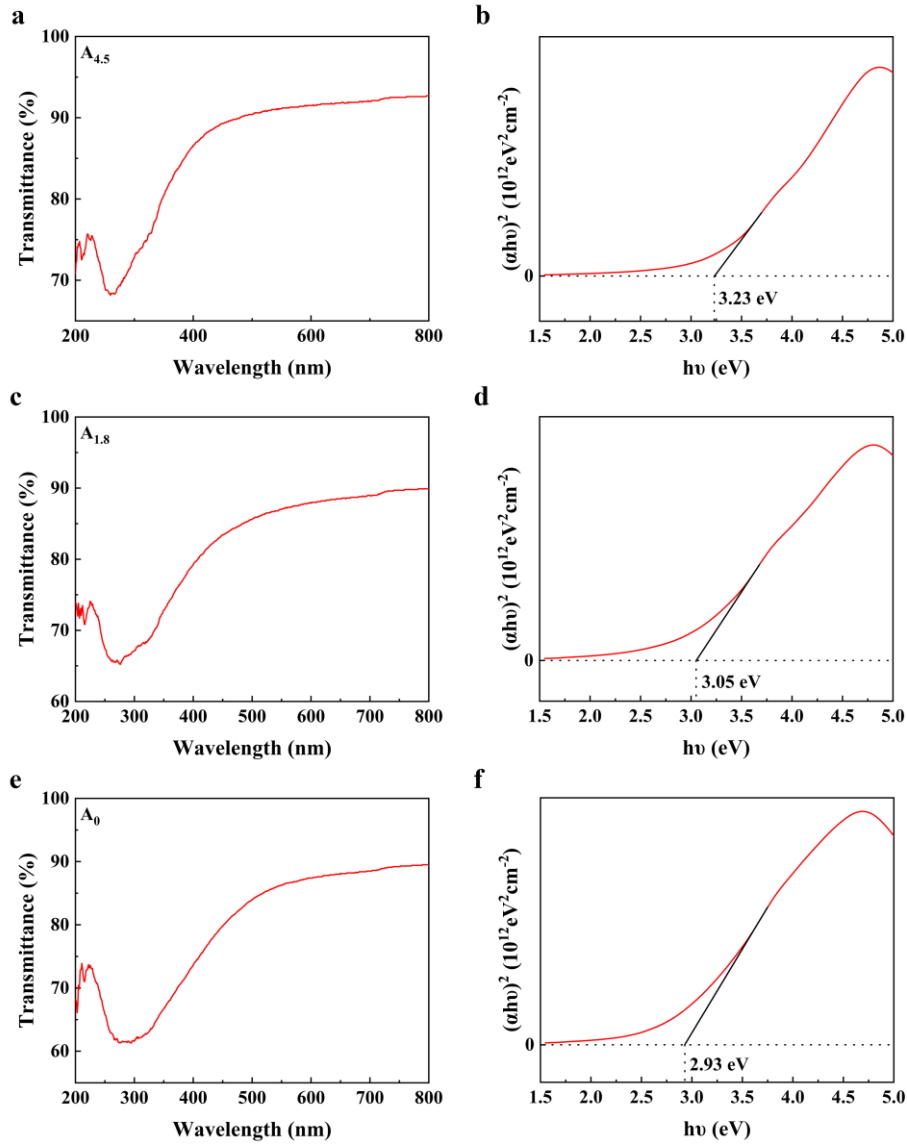 a
A4.5
100
90
80
70
200 300 400 500 600 700 800
Transmittance (%)
Wavelength (nm)
b
(αhυ)² (10¹²eV²cm⁻²)
0
3.23 eV
1.5 2.0 2.5 3.0 3.5 4.0 4.5 5.0
hυ (eV)
c
A1.8
100
90
80
70
60
200 300 400 500 600 700 800
Transmittance (%)
Wavelength (nm)
d
(αhυ)² (10¹²eV²cm⁻²)
0
3.05 eV
1.5 2.0 2.5 3.0 3.5 4.0 4.5 5.0
hυ (eV)
e
A0
100
90
80
70
60
200 300 400 500 600 700 800
Transmittance (%)
Wavelength (nm)
f
(αhυ)² (10¹²eV²cm⁻²)
0
2.93 eV
1.5 2.0 2.5 3.0 3.5 4.0 4.5 5.0
hυ (eV)